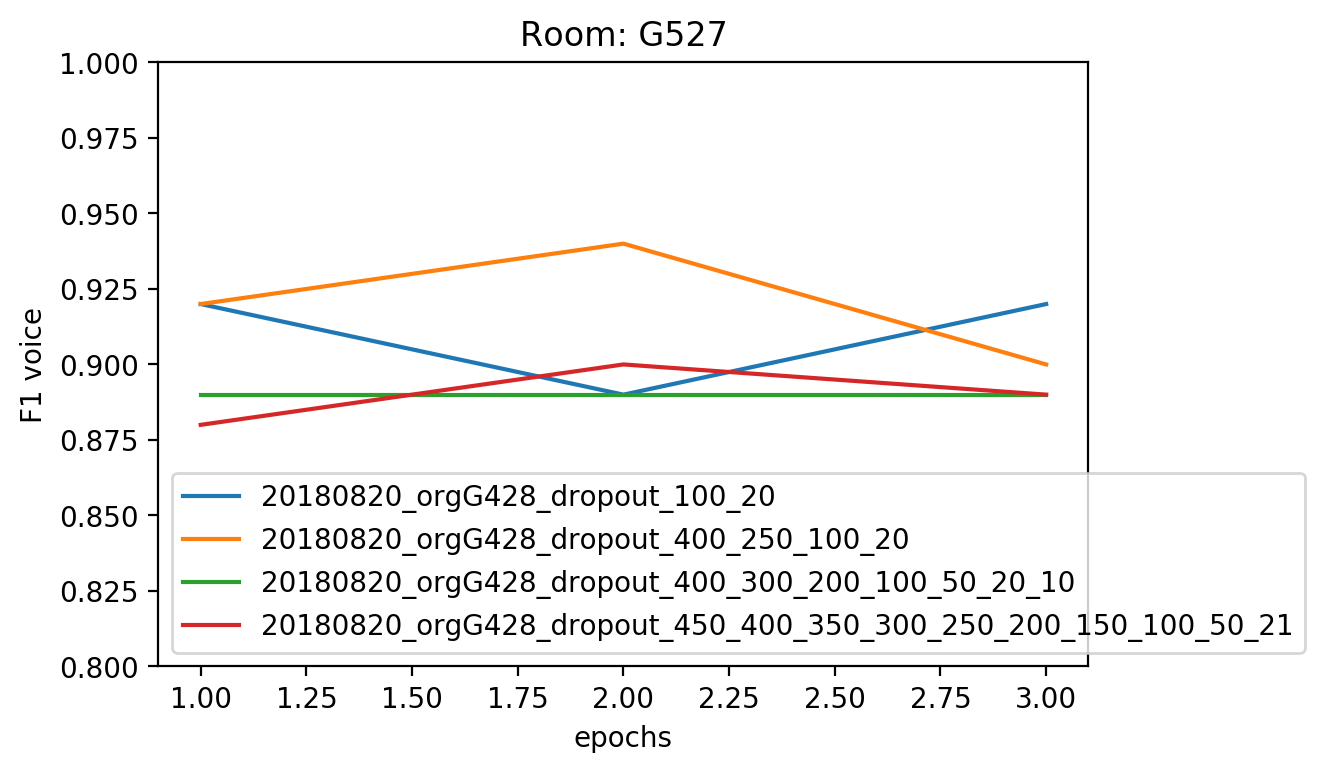 Room: G527
1.000
0.975
0.950
0.925
0.900
0.875
0.850
0.825
0.800
F1 voice
20180820_orgG428_dropout_100_20
20180820_orgG428_dropout_400_250_100_20
20180820_orgG428_dropout_400_300_200_100_50_20_10
20180820_orgG428_dropout_450_400_350_300_250_200_150_100_50_21
1.00 1.25 1.50 1.75 2.00 2.25 2.50 2.75 3.00
epochs